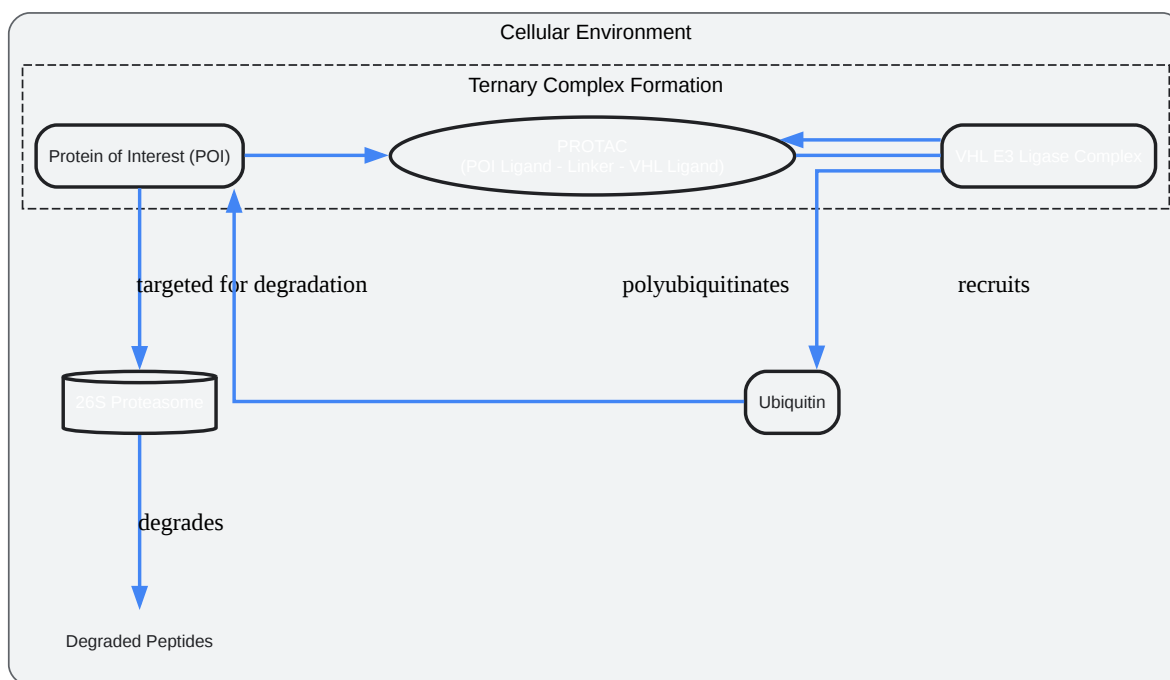 Cellular Environment
Ternary Complex Formation
Protein of Interest (POI)
PROTAC
(POI Ligand - Linker - VHL Ligand)
VHL E3 Ligase Complex
targeted for degradation
polyubiquitinates
recruits
26S Proteasome
Ubiquitin
degrades
Degraded Peptides